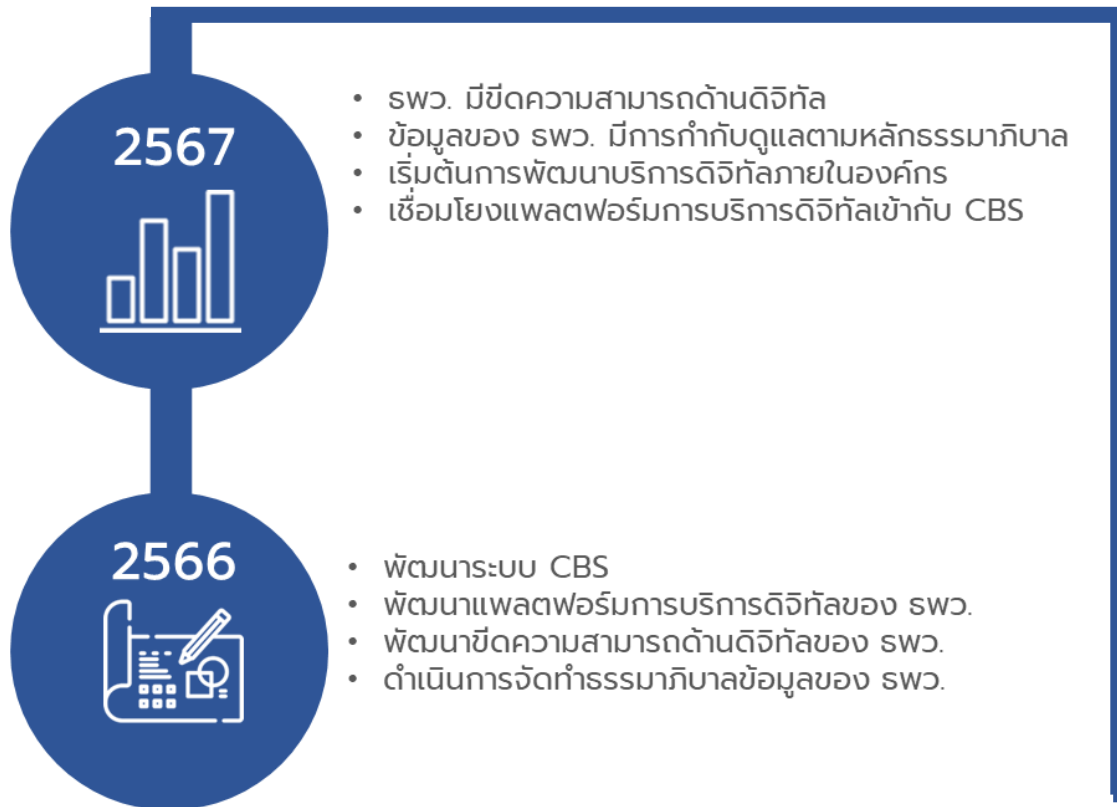 2567
• ธพว. มีขีดความสามารถด้านดิจิทัล
• ข้อมูลของ ธพว. มีการกำกับดูแลตามหลักธรรมาภิบาล
• เริ่มต้นการพัฒนาบริการดิจิทัลภายในองค์กร
• เชื่อมโยงแพลตฟอร์มการบริการดิจิทัลเข้ากับ CBS
2566
• พัฒนาระบบ CBS
• พัฒนาแพลตฟอร์มการบริการดิจิทัลของ ธพว.
• พัฒนาขีดความสามารถด้านดิจิทัลของ ธพว.
• ดำเนินการจัดทำธรรมาภิบาลข้อมูลของ ธพว.